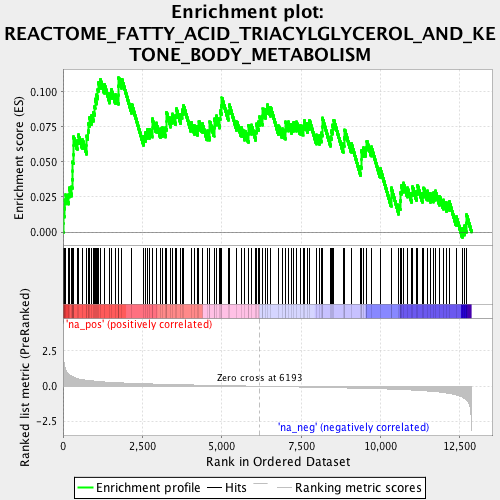 Enrichment plot:
REACTOME_FATTY_ACID_TRIACYLGLYCEROL_AND_KE
TONE_BODY_METABOLISM
Enrichment score (ES)
0.100
0.075
0.050
0.025
0.000
'na_pos' (positively correlated)
Ranked list metric (PreRanked)
2.5
0.0
-2.5
Zero cross at 6193
'na_neg' (negatively correlated)
0
2,500
5,000
7,500
10,000
12,500
Rank in Ordered Dataset
Enrichment profile
Hits
Ranking metric scores